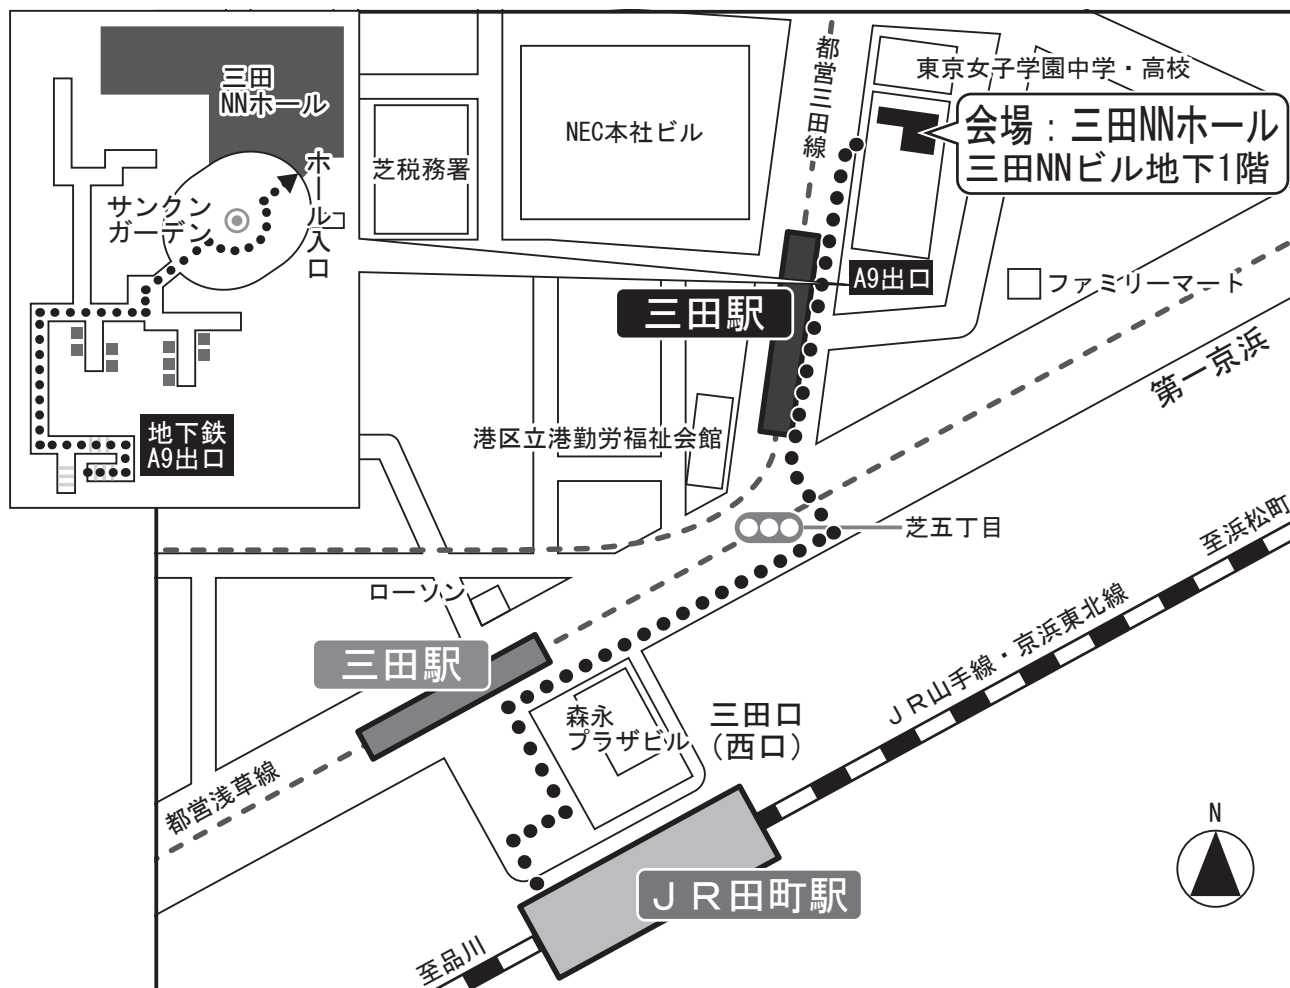 三田
NNホール
ホール入口
サンクン
ガーデン
地下鉄
A9出口
芝税務署
NEC本社ビル
都営三田線
東京女子学園中学・高校
会場：三田NNホール
三田NNビル地下1階
A9出口
三田駅
ファミリーマート
第一京浜
港区立港勤労福祉会館
芝五丁目
至浜松町
ローソン
三田駅
JR山手線・京浜東北線
森永
プラザビル
三田口
（西口）
都営浅草線
JR田町駅
至品川
N